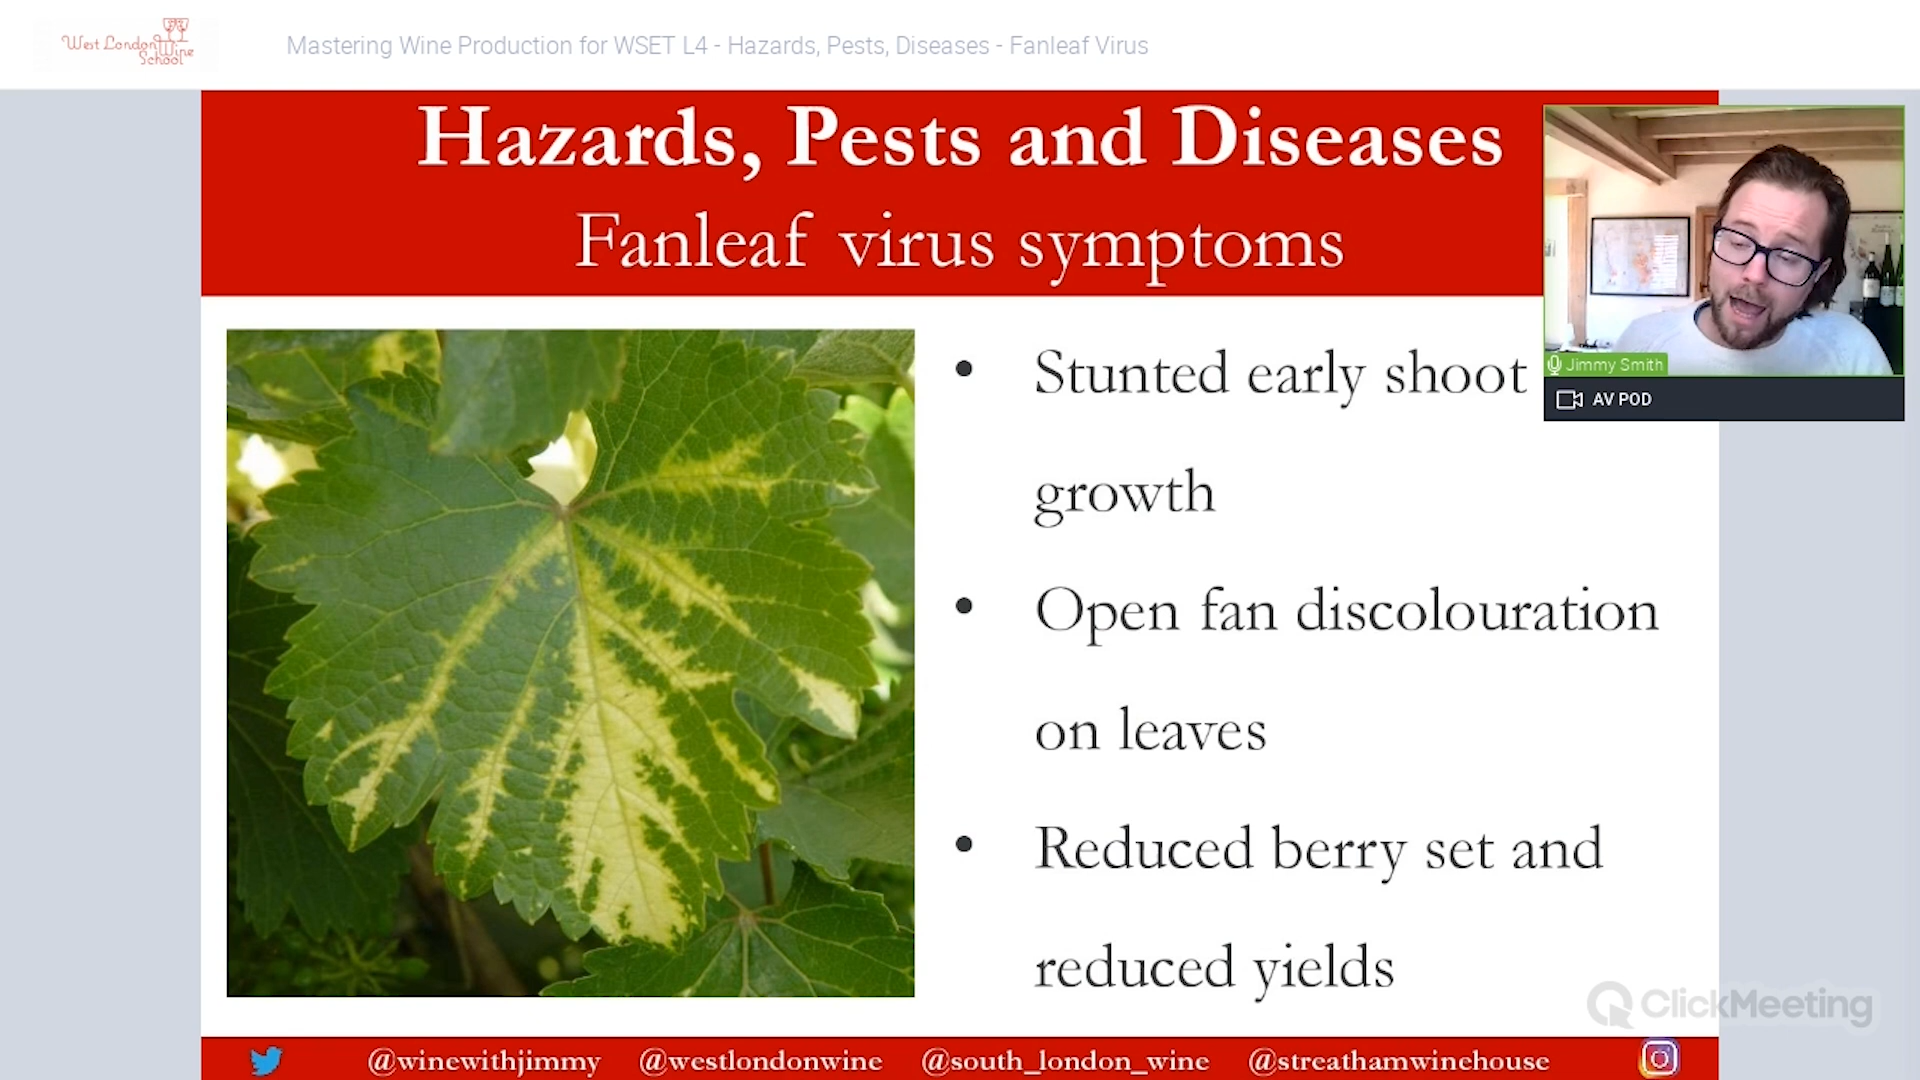 West London Wine
School
Mastering Wine Production for WSET L4 - Hazards, Pests, Diseases - Fanleaf Virus
Hazards, Pests and Diseases
Fanleaf virus symptoms
Jimmy Smith
AV POD
• Stunted early shoot
growth
• Open fan discolouration
on leaves
• Reduced berry set and
reduced yields
ClickMeeting
@winewithjimmy @westlondonwine @south_london_wine @streathamwinehouse